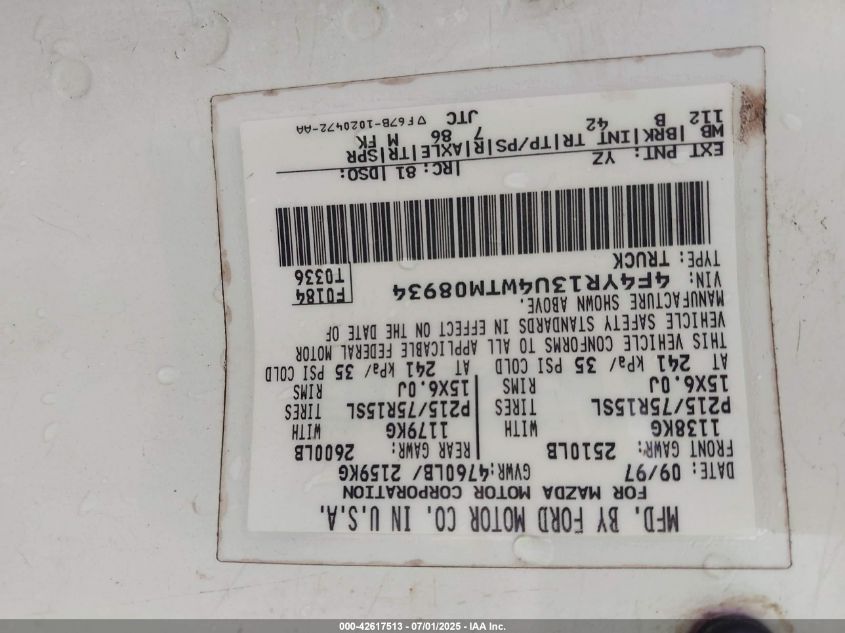 MFD. BY FORD MOTOR CO. IN U.S.A.
FOR MAZDA MOTOR CORPORATION
DATE: 09/97 GVWR:4760LB/ 2159KG
FRONT GAWR: 2510LB REAR GAWR: 2600LB
1138KG WITH 1179KG WITH
P215/75R15SL TIRES P215/75R15SL TIRES
15X6.0J RIMS 15X6.0J RIMS
AT 241 kPa/ 35 PSI COLD AT 241 kPa/ 35 PSI COLD
THIS VEHICLE CONFORMS TO ALL APPLICABLE FEDERAL MOTOR
VEHICLE SAFETY STANDARDS IN EFFECT ON THE DATE OF
MANUFACTURE SHOWN ABOVE.
VIN: 4F4YR13U4WTM08934 F0184
TYPE: TRUCK T0336
EXT PNT: YZ RC: 81 DSO:
WB BRK INT TR TP/PS R AXLE TR SPR
112 B 42 7 86 M FK
JTC ▽F67B-1020472-AA
000-42617513 - 07/01/2025 - IAA Inc.